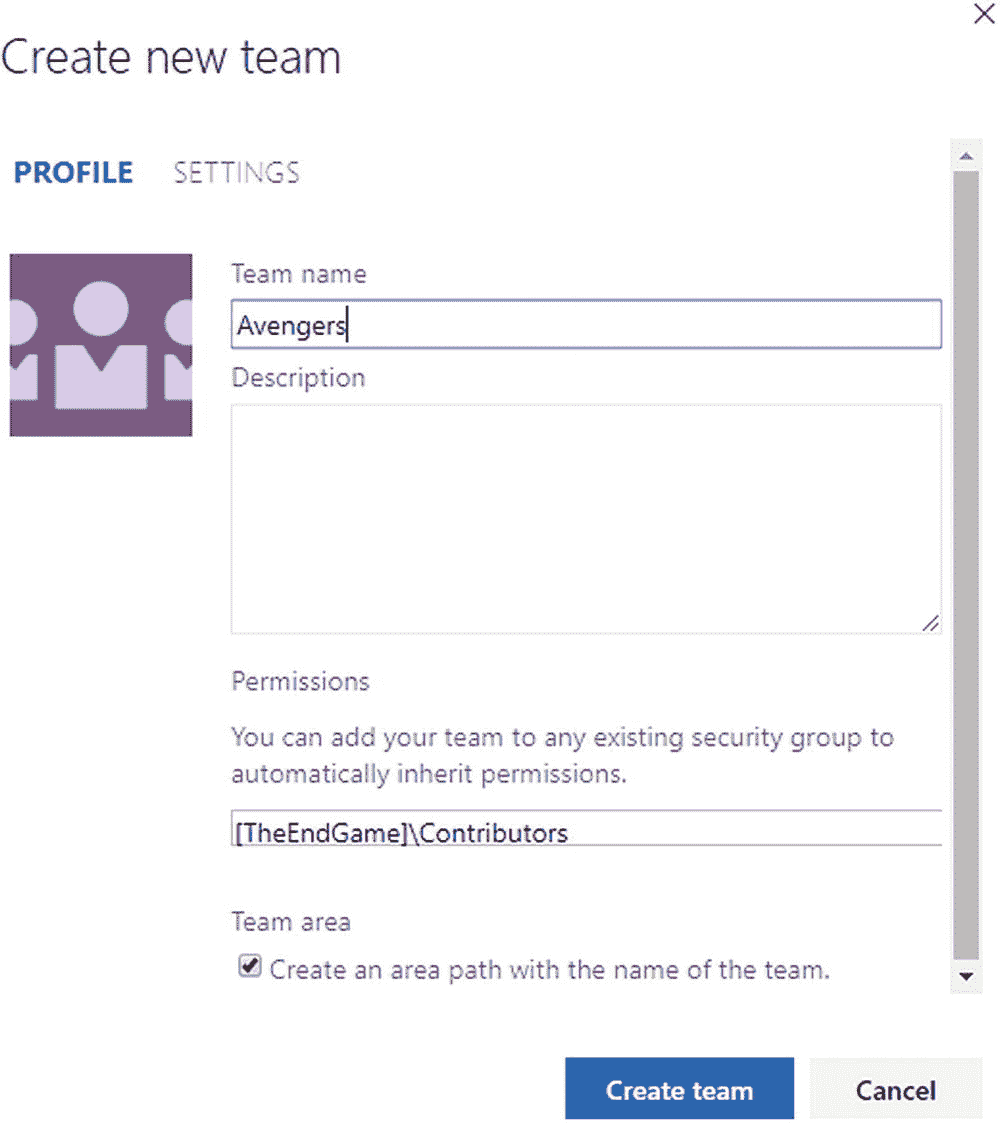 Create new team
PROFILE SETTINGS
Team name
Avengers
Description
Permissions
You can add your team to any existing security group to
automatically inherit permissions.
[TheEndGame]\Contributors
Team area
Create an area path with the name of the team.
Create team Cancel